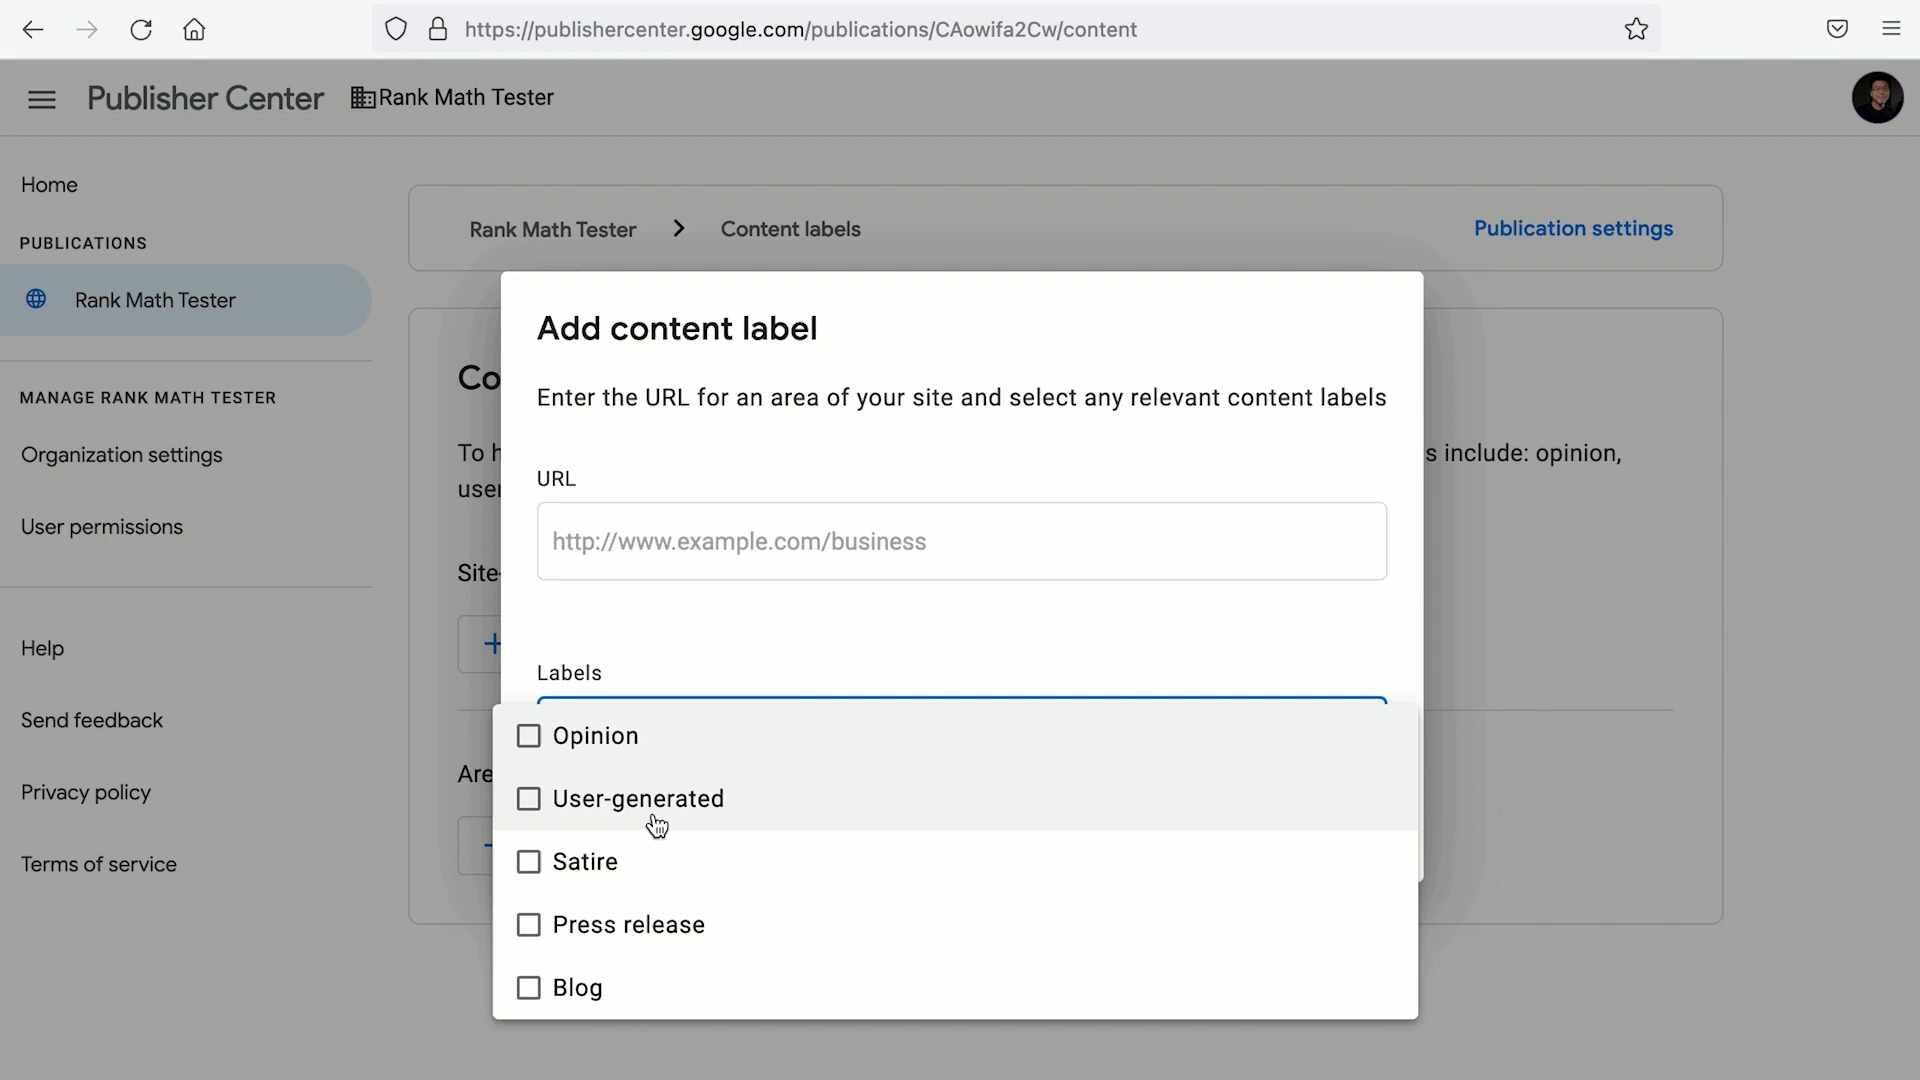 https://publishercenter.google.com/publications/CAowifa2Cw/content
Publisher Center
Rank Math Tester
Home
PUBLICATIONS
Rank Math Tester
MANAGE RANK MATH TESTER
Organization settings
User permissions
Help
Send feedback
Privacy policy
Terms of service
Rank Math Tester
Content labels
Publication settings
Co
To h
s include: opinion,
user
Site-
Are
Add content label
Enter the URL for an area of your site and select any relevant content labels
URL
http://www.example.com/business
Labels
Opinion
User-generated
Satire
Press release
Blog